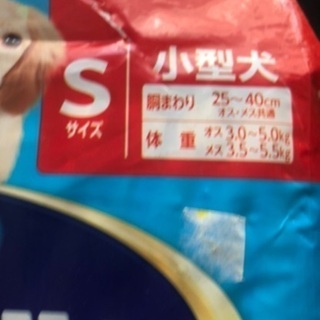 S
サイズ
小型犬
胴まわり 25～40cm
オス・メス共通
体 重 オス 3.0～5.0kg
メス 3.5～5.5kg